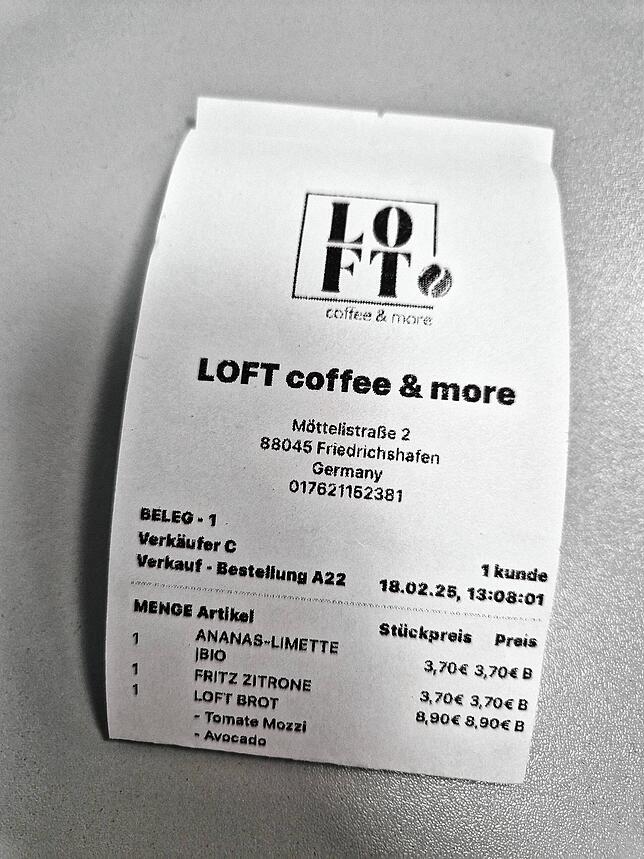 LO
FT
coffee & more
LOFT coffee & more
Möttelistraße 2
88045 Friedrichshafen
Germany
017621152381
BELEG - 1
Verkäufer C
1 kunde
Verkauf - Bestellung A22 18.02.25, 13:08:01
MENGE Artikel Stückpreis Preis
1 ANANAS-LIMETTE 3,70€ 3,70€ B
|BIO
1 FRITZ ZITRONE 3,70€ 3,70€ B
1 LOFT BROT 8,90€ 8,90€ B
- Tomate Mozzi
- Avocado